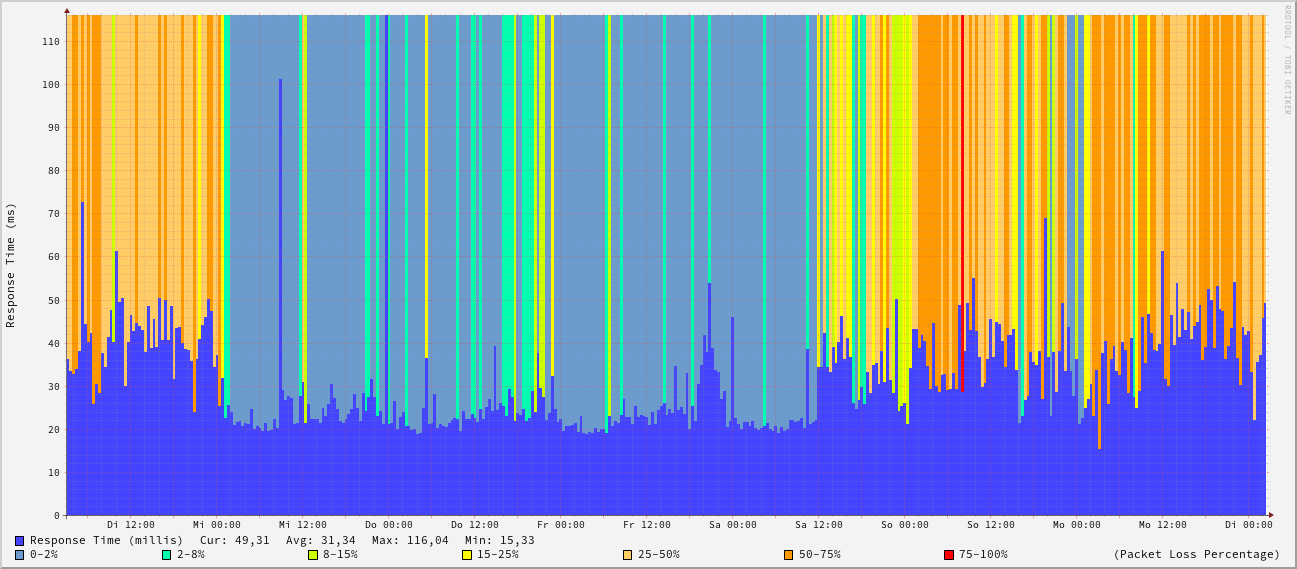 RRDTOOL / TOBI OETIKER
Response Time (ms)
110
100
90
80
70
60
50
40
30
20
10
0
Di 12:00 Mi 00:00 Mi 12:00 Do 00:00 Do 12:00 Fr 00:00 Fr 12:00 Sa 00:00 Sa 12:00 So 00:00 So 12:00 Mo 00:00 Mo 12:00 Di 00:00
Response Time (millis) Cur: 49,31 Avg: 31,34 Max: 116,04 Min: 15,33
0-2% 2-8% 8-15% 15-25% 25-50% 50-75% 75-100% (Packet Loss Percentage)